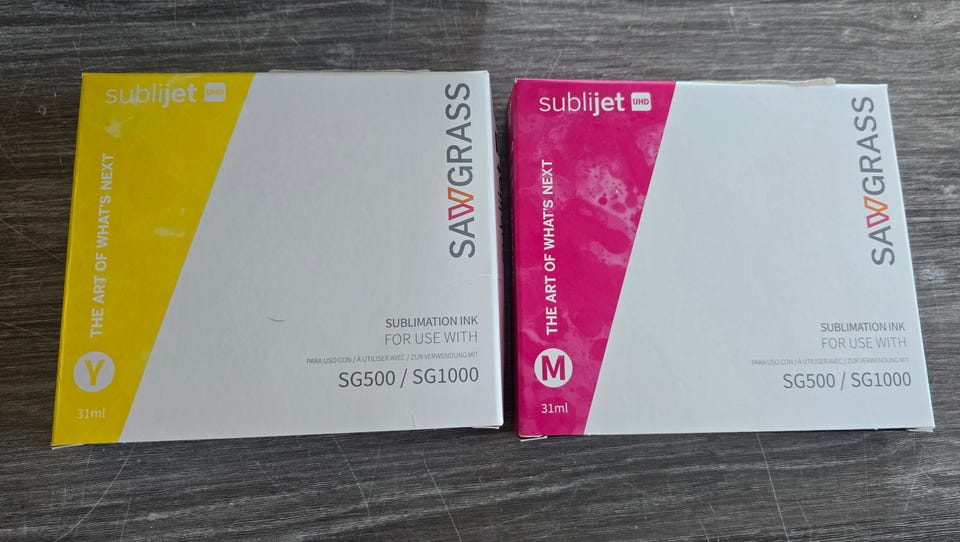 sublijet UHD
THE ART OF WHAT'S NEXT
Y
31ml
SAWGRASS
SUBLIMATION INK
FOR USE WITH
PARA USO CON / À UTILISER AVEC / ZUR VERWENDUNG MIT
SG500 / SG1000
sublijet UHD
THE ART OF WHAT'S NEXT
M
31ml
SAWGRASS
SUBLIMATION INK
FOR USE WITH
PARA USO CON / À UTILISER AVEC / ZUR VERWENDUNG MIT
SG500 / SG1000